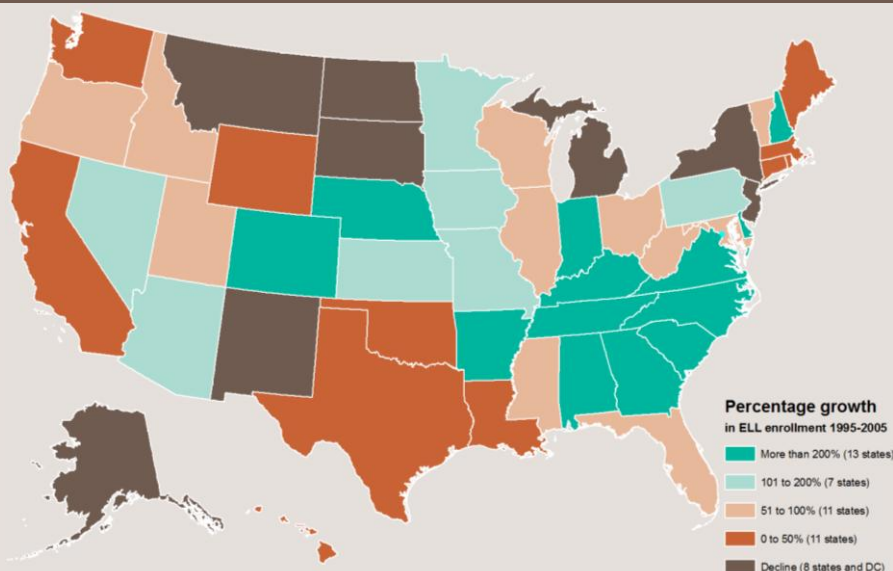 Percentage growth
in ELL enrollment 1995-2005
More than 200% (13 states)
101 to 200% (7 states)
51 to 100% (11 states)
0 to 50% (11 states)
Decline (8 states and DC)